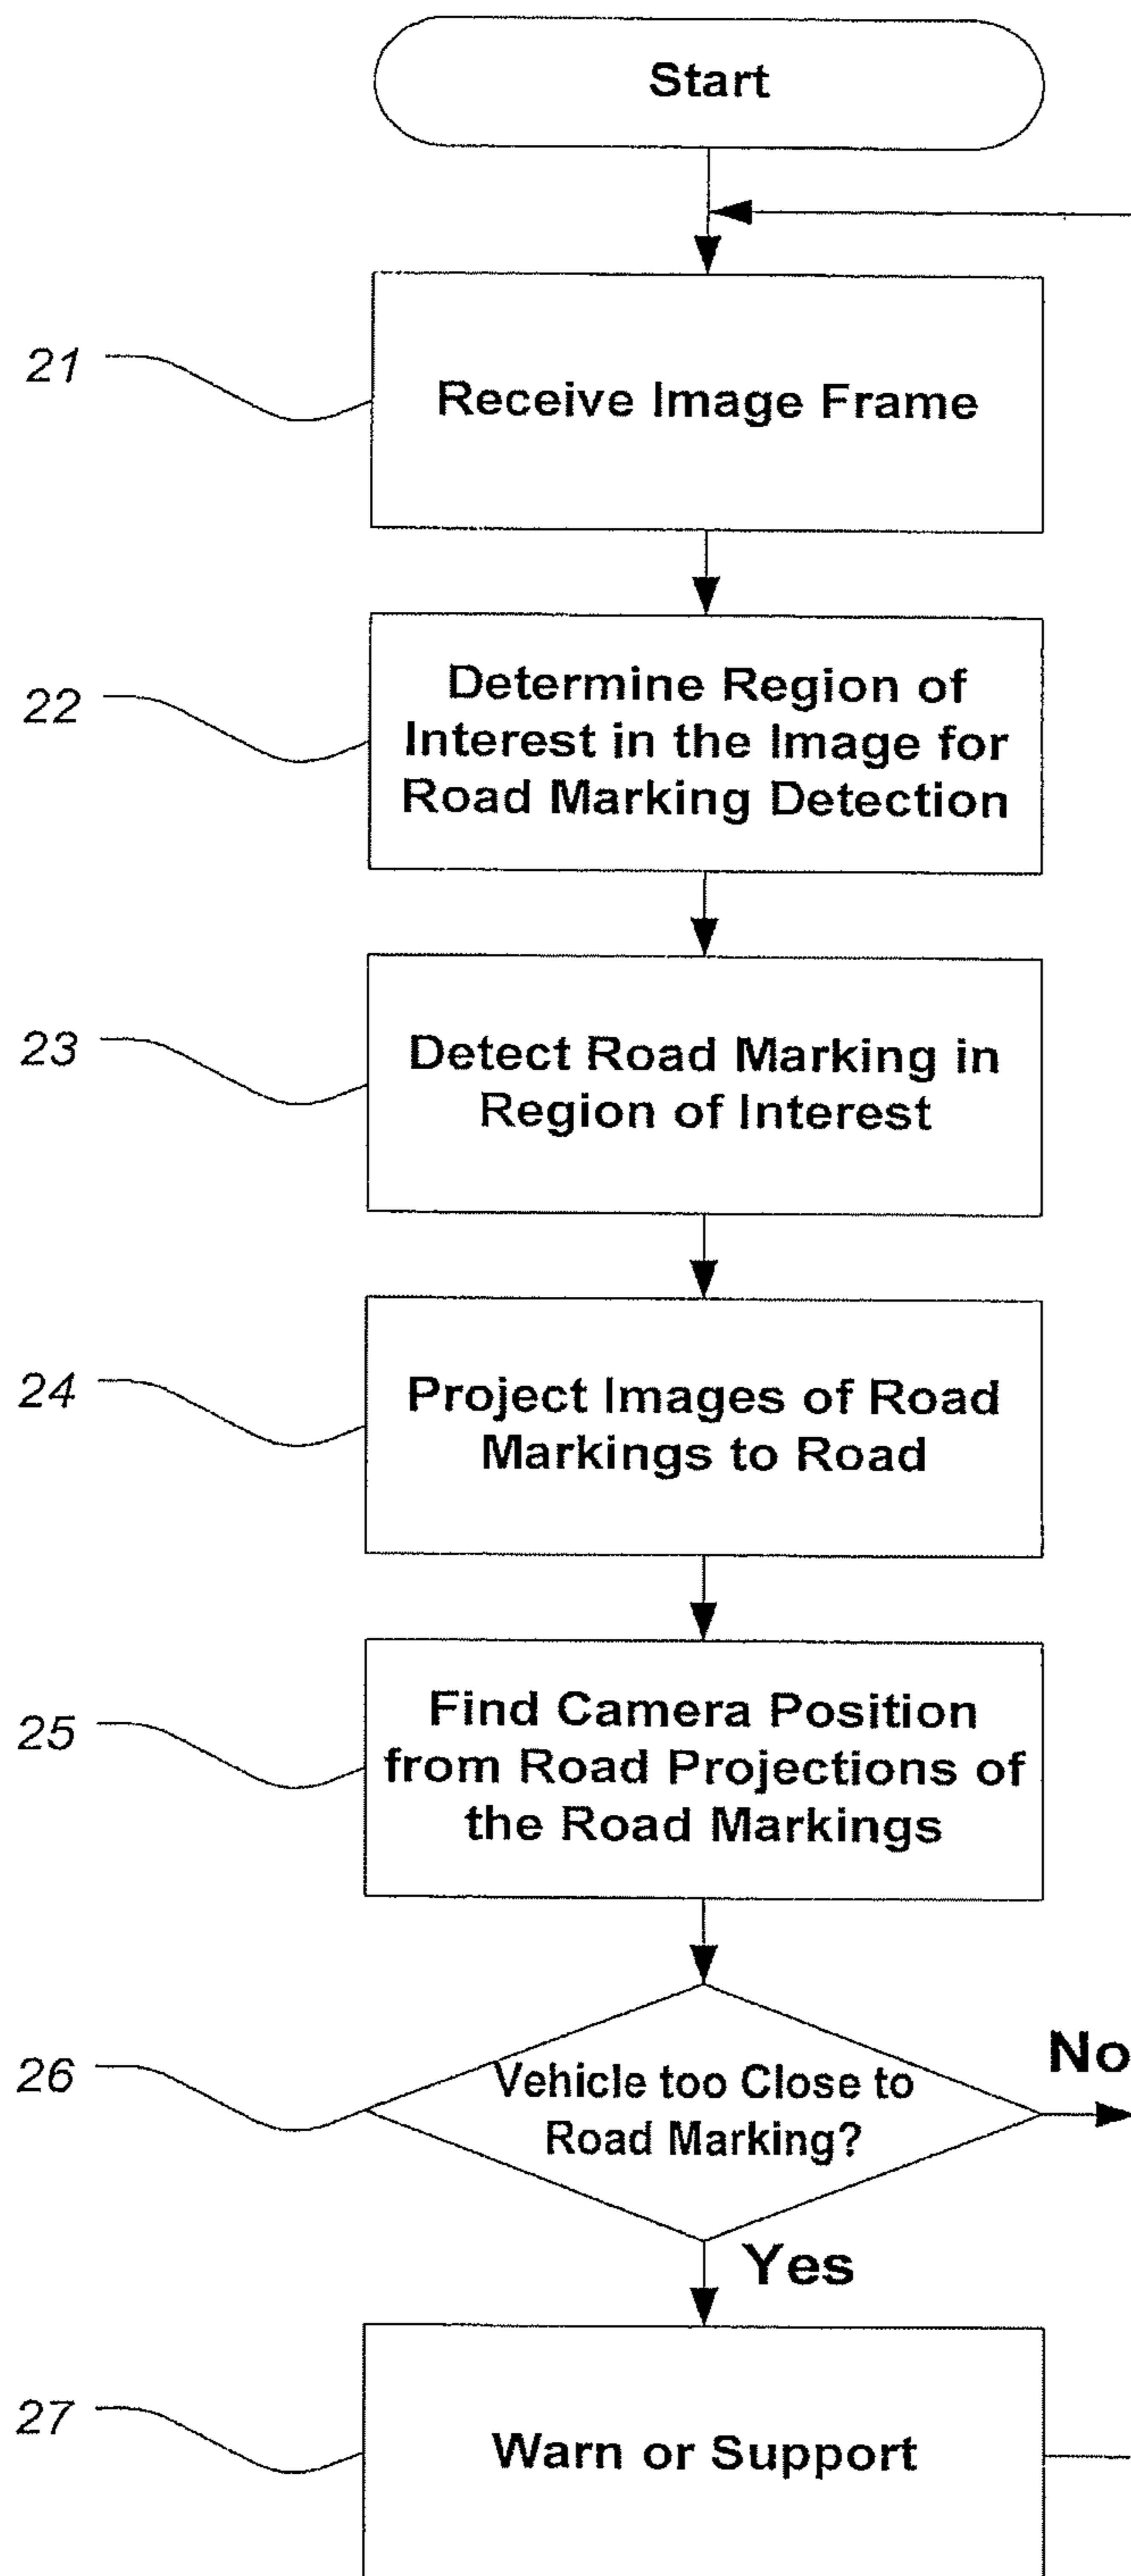 Start
21
Receive Image Frame
22
Determine Region of
Interest in the Image for
Road Marking Detection
23
Detect Road Marking in
Region of Interest
24
Project Images of Road
Markings to Road
25
Find Camera Position
from Road Projections of
the Road Markings
26
Vehicle too Close to
Road Marking?
No
Yes
27
Warn or Support